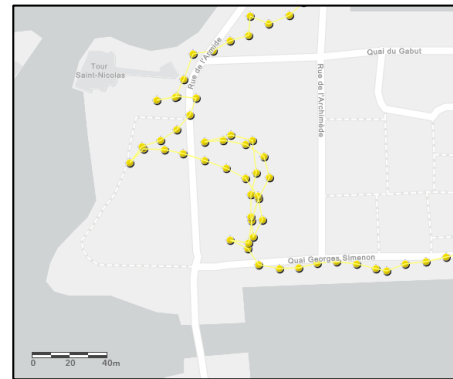 Quai du Gabut
Tour
Saint-Nicolas
Rue de l'Armide
Rue de l'Archimède
Quai Georges Simenon
0 20 40m